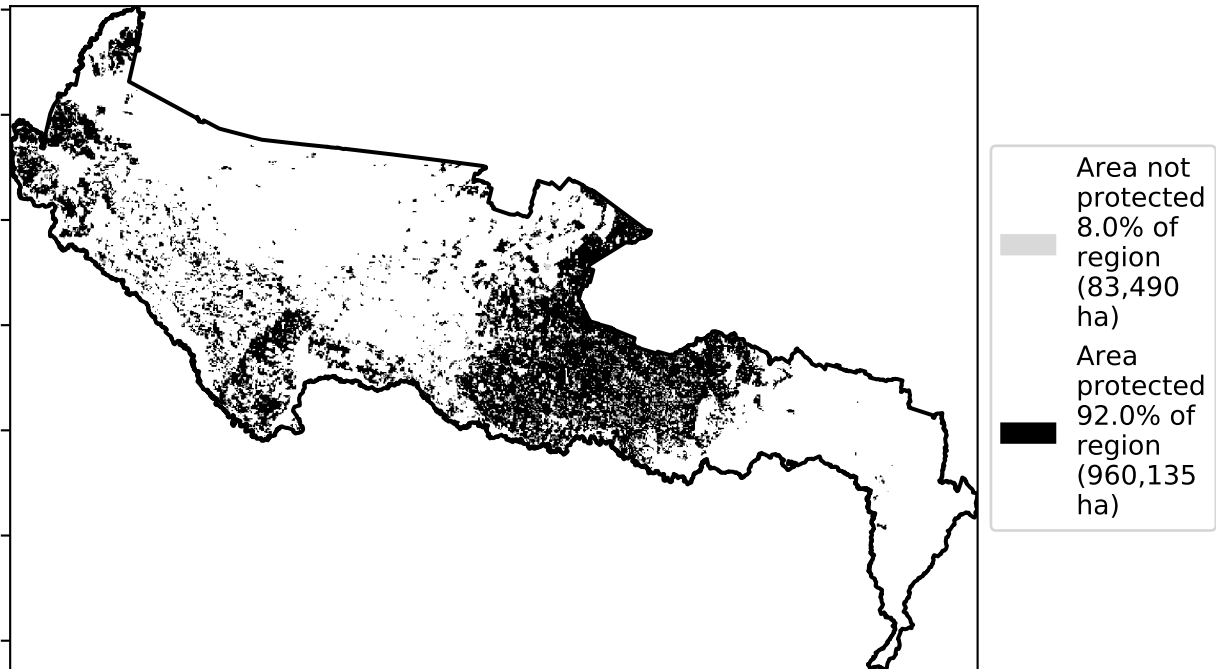 Area not
protected
8.0% of
region
(83,490
ha)
Area
protected
92.0% of
region
(960,135
ha)